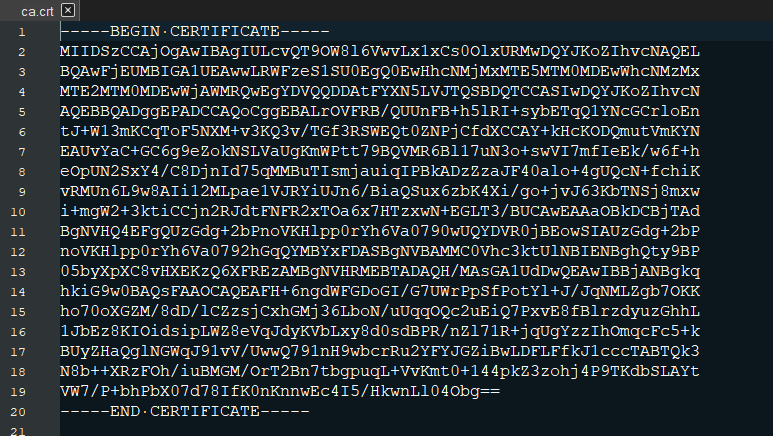 ca.crt
1 -----BEGIN·CERTIFICATE-----
2 MIIDSzCCAjOgAwIBAgIULcvQT9OW8l6VwvLx1xCs0OlxURMwDQYJKoZIhvcNAQEL
3 BQAwFjEUMBIGA1UEAwwLRWFzeS1SU0EgQ0EwHhcNMjMxMTE5MTM0MDEwWhcNMzMx
4 MTE2MTM0MDEwWjAWMRQwEgYDVQQDDAtFYXN5LVJTQSBDQTCCASIwDQYJKoZIhvcN
5 AQEBBQADggEPADCCAQoCggEBALrOVFRB/QUUnFB+h5lRI+sybETqQ1YNcGCrloEn
6 tJ+W13mKCqToF5NXM+v3KQ3v/TGf3RSWEQt0ZNPjCfdXCCAY+kHcKODQmutVmKYN
7 EAUvYaC+GC6g9eZokNSLVaUgKmWPtt79BQVMR6Bl17uN3o+swVI7mfIeEk/w6f+h
8 eOpUN2SxY4/C8DjnId75qMMBuTIsmjauiqIPBkADzZzaJF40alo+4gUQcN+fchiK
9 vRMUn6L9w8AIi12MLpae1VJRYiUJn6/BiaQSux6zbK4Xi/go+jvJ63KbTNSj8mxw
10 i+mgW2+3ktiCCjn2RJdtFNFR2xTOa6x7HTzxwN+EGLT3/BUCAwEAAaOBkDCBjTAd
11 BgNVHQ4EFgQUzGdg+2bPnoVKHlpp0rYh6Va0790wUQYDVR0jBEowSIAUzGdg+2bP
12 noVKHlpp0rYh6Va0792hGqQYMBYxFDASBgNVBAMMC0Vhc3ktUlNBIENBghQty9BP
13 05byXpXC8vHXEKzQ6XFREzAMBgNVHRMEBTADAQH/MAsGA1UdDwQEAwIBBjANBgkq
14 hkiG9w0BAQsFAAOCAQEAFH+6ngdWFGDoGI/G7UWrPpSfPotYl+J/JqNMLZgb7OKK
15 ho70oXGZM/8dD/lCZzsjCxhGMj36LboN/uUqqOQc2uEiQ7PxvE8fBlrzdyuzGhhL
16 1JbEz8KIOidsipLWZ8eVqJdyKVbLxy8d0sdBPR/nZl71R+jqUgYzzIhOmqcFc5+k
17 BUyZHaQglNGWqJ91vV/UwwQ791nH9wbcrRu2YFYJGZiBwLDFLFfkJ1cccTABTQk3
18 N8b++XRzFOh/iuBMGM/OrT2Bn7tbgpuqL+VvKmt0+144pkZ3zohj4P9TKdbSLAYt
19 VW7/P+bhPbX07d78IfK0nKnnwEc4I5/HkwnLl04Obg==
20 -----END·CERTIFICATE-----
21